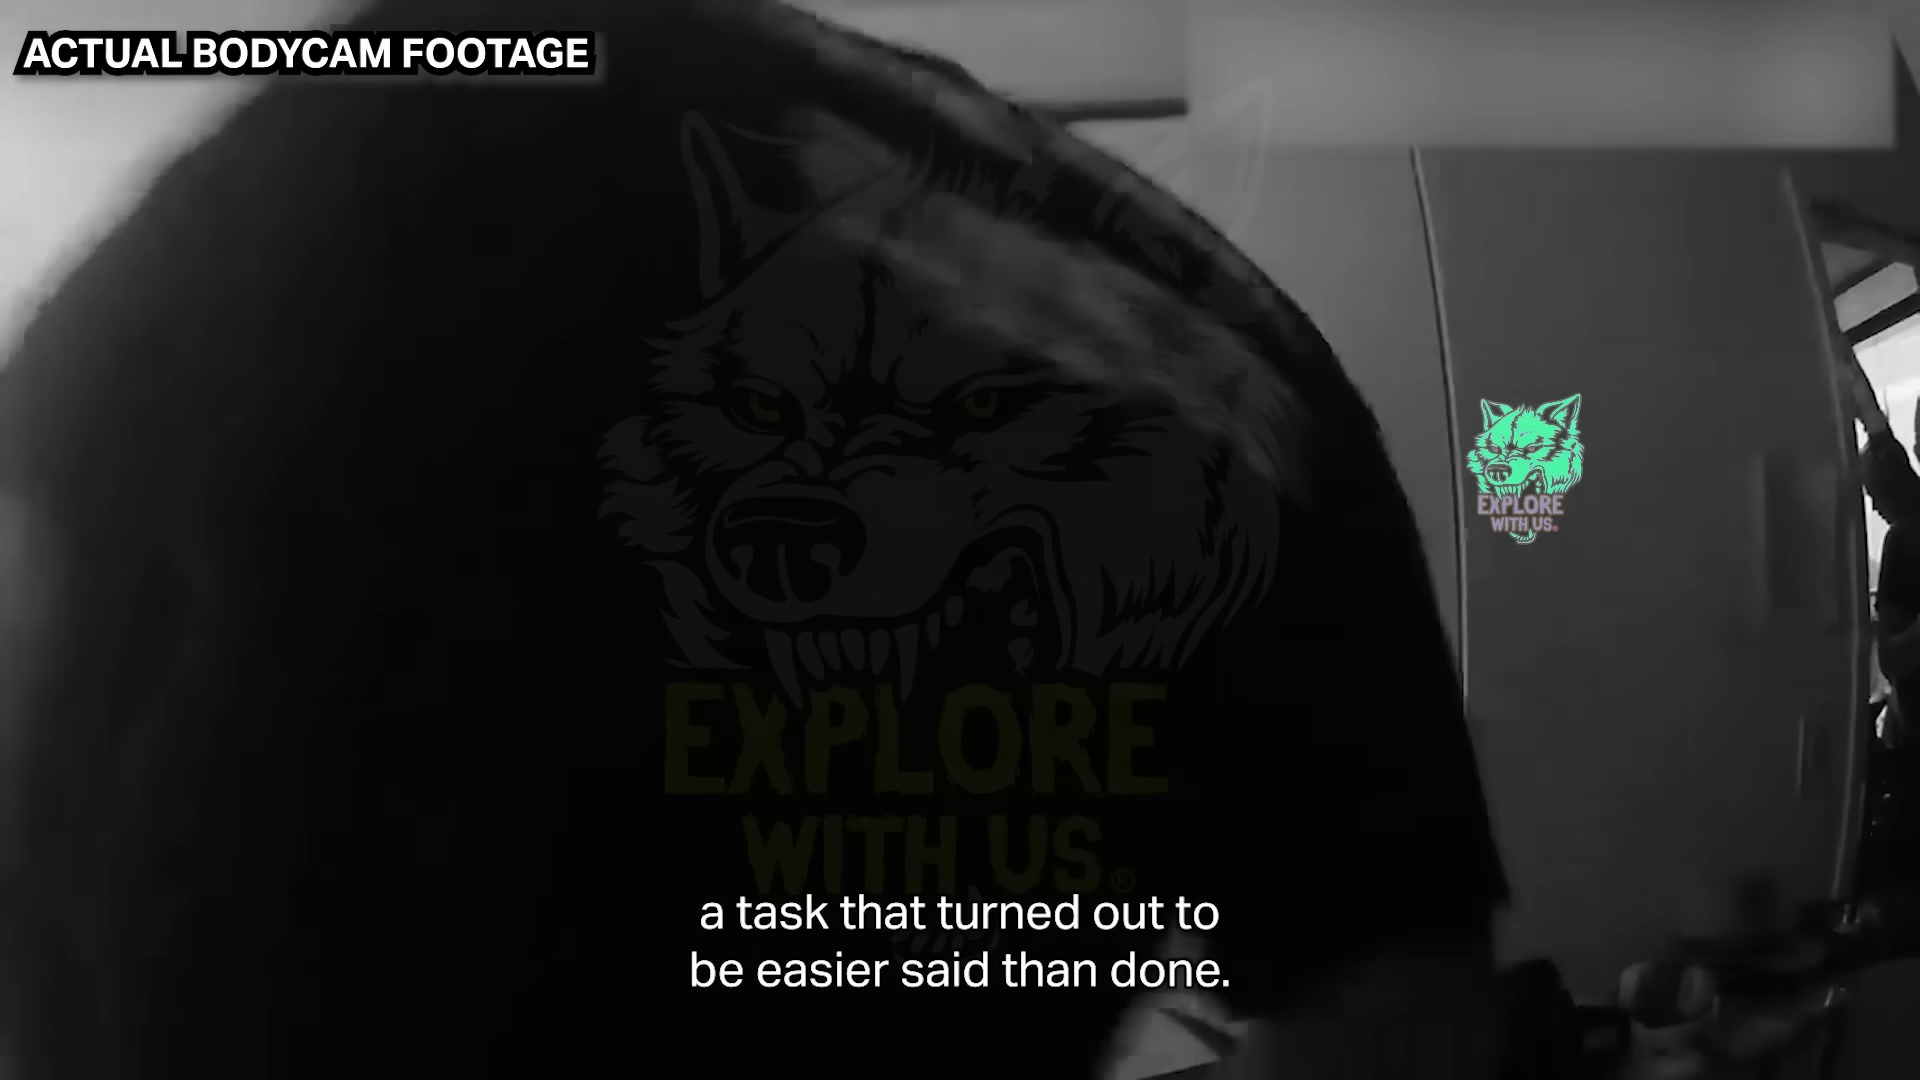 ACTUAL BODYCAM FOOTAGE
EXPLORE
WITH US®
EXPLORE
WITH US®
a task that turned out to
be easier said than done.